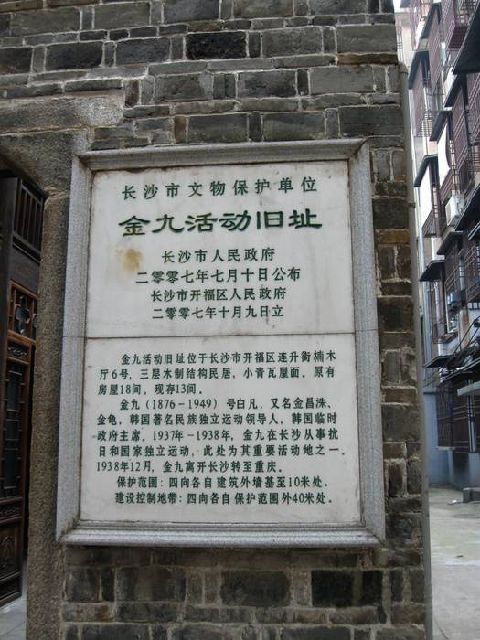 长沙市文物保护单位
金九活动旧址
长沙市人民政府
二零零七年七月十日公布
长沙市开福区人民政府
二零零七年十月九日立
金九活动旧址位于长沙市开福区连升街楠木
厅6号，三层木制结构民居，小青瓦屋面，原有
房屋18间，现存13间。
金九（1876-1949）号白凡，又名金昌洙、
金龟，韩国著名民族独立运动领导人，韩国临时
政府主席，1937年-1938年，金九在长沙从事抗
日和国家独立运动，此处为其重要活动地之一，
1938年12月，金九离开长沙转至重庆。
保护范围：四向各自建筑外墙基至10米处。
建设控制地带：四向各自保护范围外40米处。